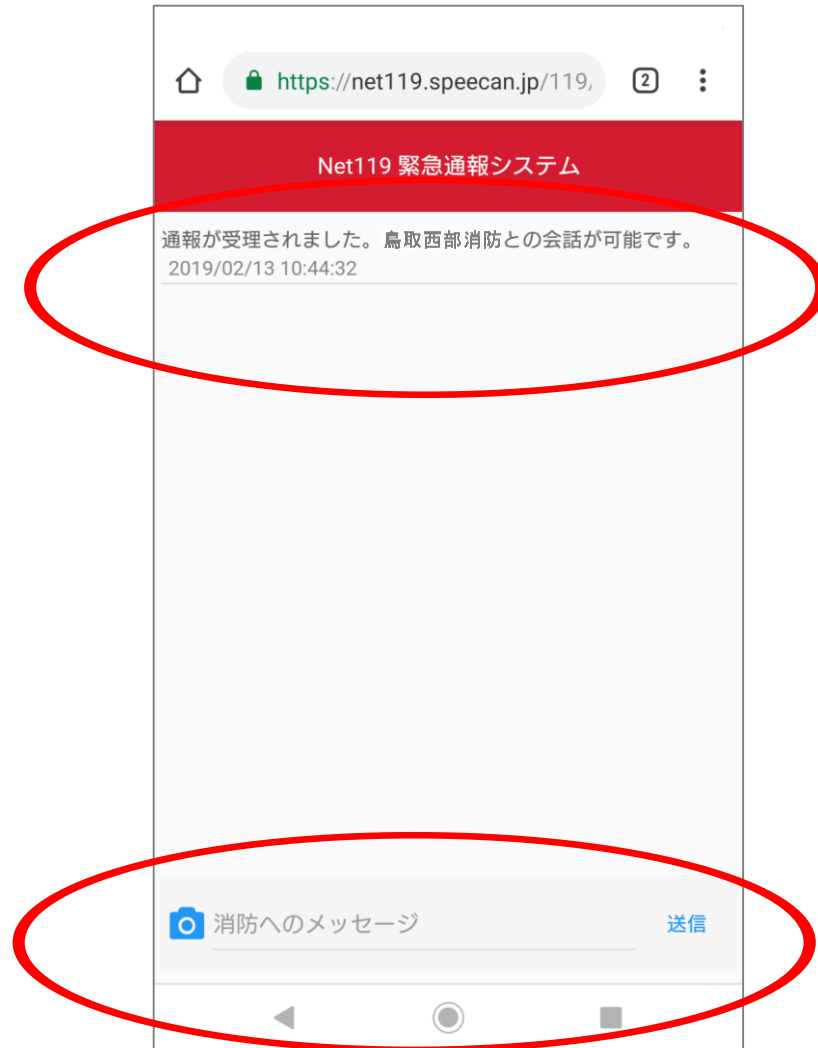 https://net119.speecan.jp/119,
2
Net119 緊急通報システム
通報が受理されました。鳥取西部消防との会話が可能です。
2019/02/13 10:44:32
消防へのメッセージ
送信